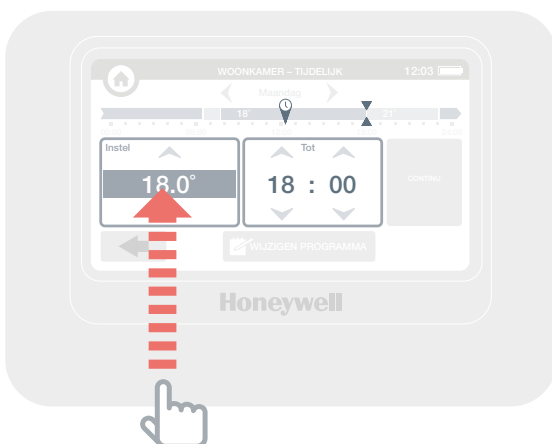 WOONKAMER – TIJDELIJK 12:03
Maandag
18° 21°
Instel Tot
18.0° 18 : 00 CONTINU
WIJZIGEN PROGRAMMA
Honeywell